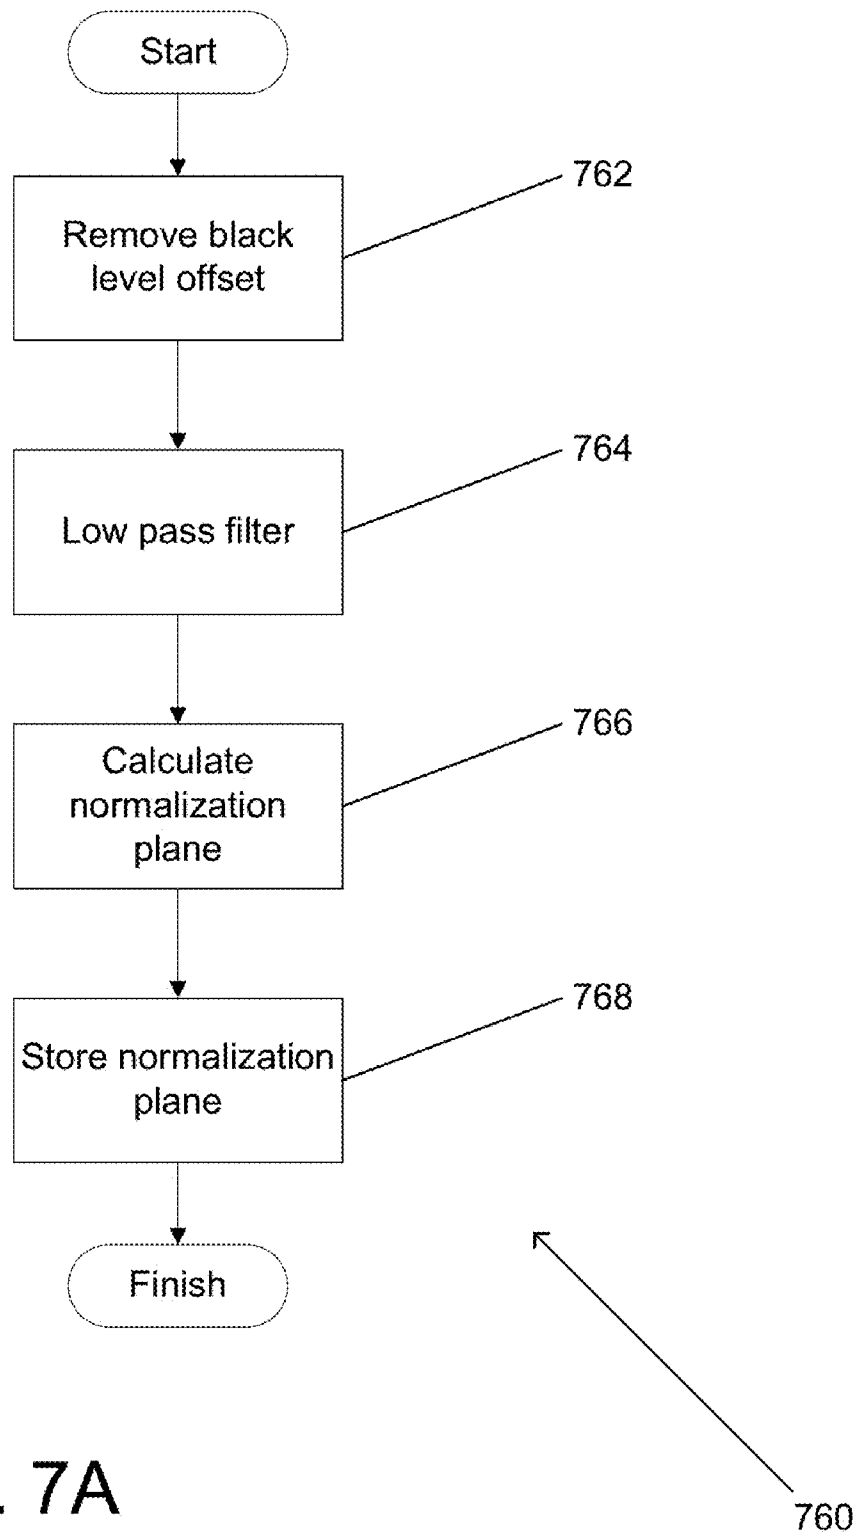 Start
762
Remove black
level offset
764
Low pass filter
766
Calculate
normalization
plane
768
Store normalization
plane
Finish
7A
760